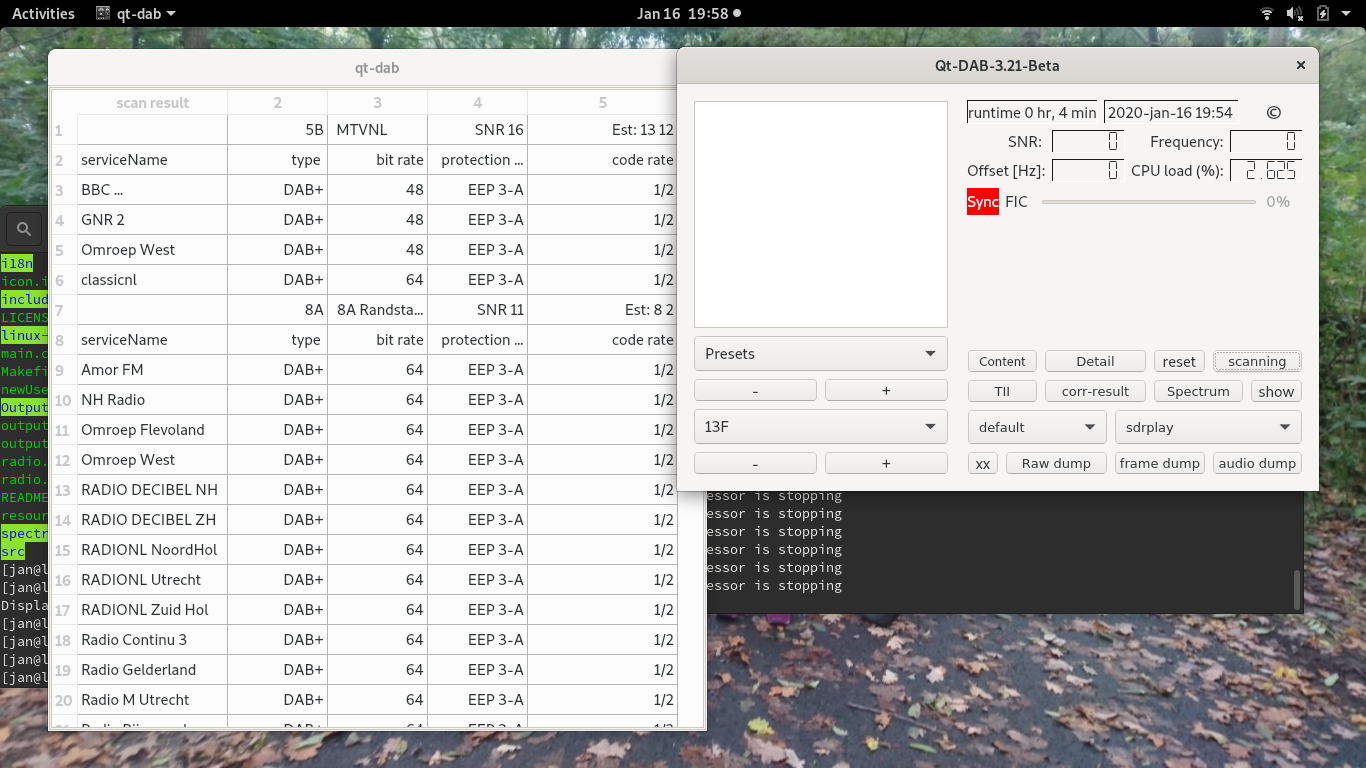 Activities qt-dab Jan 16 19:58
qt-dab
scan result 2 3 4 5
1 5B MTVNL SNR 16 Est: 13 12
2 serviceName type bit rate protection ... code rate
3 BBC ... DAB+ 48 EEP 3-A 1/2
4 GNR 2 DAB+ 48 EEP 3-A 1/2
5 Omroep West DAB+ 48 EEP 3-A 1/2
6 classicnl DAB+ 64 EEP 3-A 1/2
7 8A 8A Randsta... SNR 11 Est: 8 2
8 serviceName type bit rate protection ... code rate
9 Amor FM DAB+ 64 EEP 3-A 1/2
10 NH Radio DAB+ 64 EEP 3-A 1/2
11 Omroep Flevoland DAB+ 64 EEP 3-A 1/2
12 Omroep West DAB+ 64 EEP 3-A 1/2
13 RADIO DECIBEL NH DAB+ 64 EEP 3-A 1/2
14 RADIO DECIBEL ZH DAB+ 64 EEP 3-A 1/2
15 RADIONL NoordHol DAB+ 64 EEP 3-A 1/2
16 RADIONL Utrecht DAB+ 64 EEP 3-A 1/2
17 RADIONL Zuid Hol DAB+ 64 EEP 3-A 1/2
18 Radio Continu 3 DAB+ 64 EEP 3-A 1/2
19 Radio Gelderland DAB+ 64 EEP 3-A 1/2
20 Radio M Utrecht DAB+ 64 EEP 3-A 1/2
Qt-DAB-3.21-Beta ×
runtime 0 hr, 4 min 2020-jan-16 19:54 ©
SNR: 0 Frequency: 0
Offset [Hz]: 0 CPU load (%): 2.625
Sync FIC 0%
Presets
- +
13F
- +
Content Detail reset scanning
TII corr-result Spectrum show
default sdrplay
xx Raw dump frame dump audio dump
i18n
icon.i
includ
LICENS
linux-
main.c
Makefi
newUse
Output
output
output
radio.
radio.
README
resour
spectr
src
[jan@l
[jan@l
Displa
[jan@l
[jan@l
[jan@l
[jan@l
essor is stopping
essor is stopping
essor is stopping
essor is stopping
essor is stopping
essor is stopping